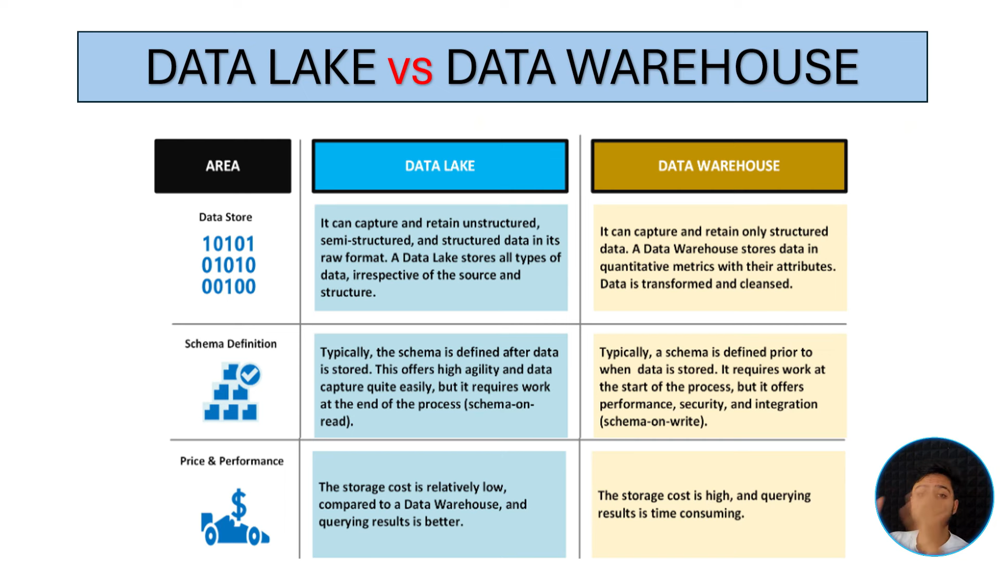 DATA LAKE vs DATA WAREHOUSE
AREA
DATA LAKE
DATA WAREHOUSE
Data Store
10101
01010
00100
It can capture and retain unstructured,
semi-structured, and structured data in its
raw format. A Data Lake stores all types of
data, irrespective of the source and
structure.
It can capture and retain only structured
data. A Data Warehouse stores data in
quantitative metrics with their attributes.
Data is transformed and cleansed.
Schema Definition
Typically, the schema is defined after data
is stored. This offers high agility and data
capture quite easily, but it requires work
at the end of the process (schema-on-
read).
Typically, a schema is defined prior to
when data is stored. It requires work at
the start of the process, but it offers
performance, security, and integration
(schema-on-write).
Price & Performance
$
The storage cost is relatively low,
compared to a Data Warehouse, and
querying results is better.
The storage cost is high, and querying
results is time consuming.